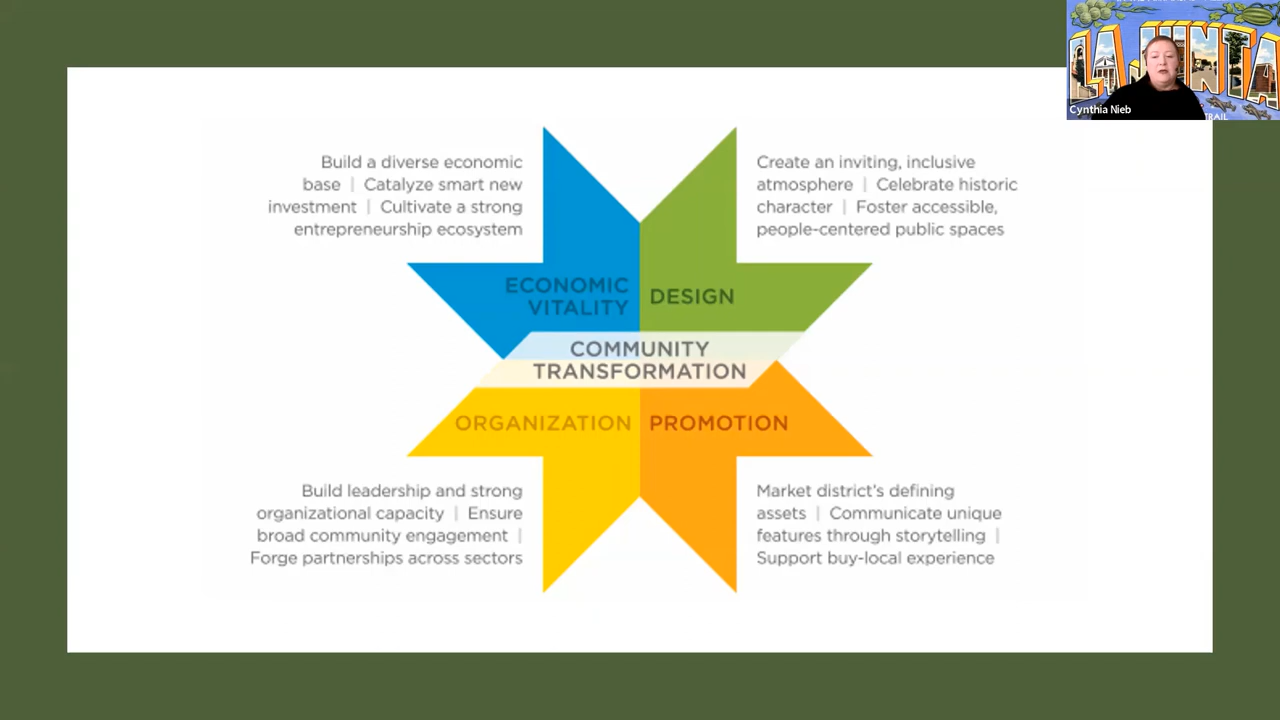 LA JUNTA
Cynthia Nieb
TRAIL
Build a diverse economic
base | Catalyze smart new
investment | Cultivate a strong
entrepreneurship ecosystem
Create an inviting, inclusive
atmosphere | Celebrate historic
character | Foster accessible,
people-centered public spaces
ECONOMIC
VITALITY
DESIGN
COMMUNITY
TRANSFORMATION
ORGANIZATION
PROMOTION
Build leadership and strong
organizational capacity | Ensure
broad community engagement |
Forge partnerships across sectors
Market district's defining
assets | Communicate unique
features through storytelling |
Support buy-local experience